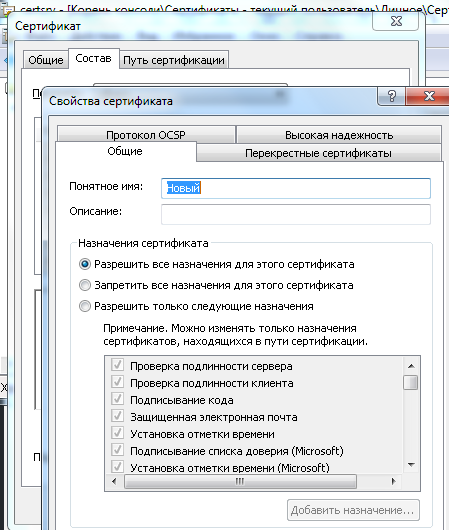 certsrv - [Корень консоли\Сертификаты - текущий пользователь\Личное\Серт
Сертификат
Общие
Состав
Путь сертификации
Свойства сертификата
Протокол OCSP
Высокая надежность
Общие
Перекрестные сертификаты
Понятное имя:
Новый
Описание:
Назначения сертификата
Разрешить все назначения для этого сертификата
Запретить все назначения для этого сертификата
Разрешить только следующие назначения
Примечание. Можно изменять только назначения
сертификатов, находящихся в пути сертификации.
Проверка подлинности сервера
Проверка подлинности клиента
Подписывание кода
Защищенная электронная почта
Установка отметки времени
Подписывание списка доверия (Microsoft)
Установка отметки времени (Microsoft)
Добавить назначение...